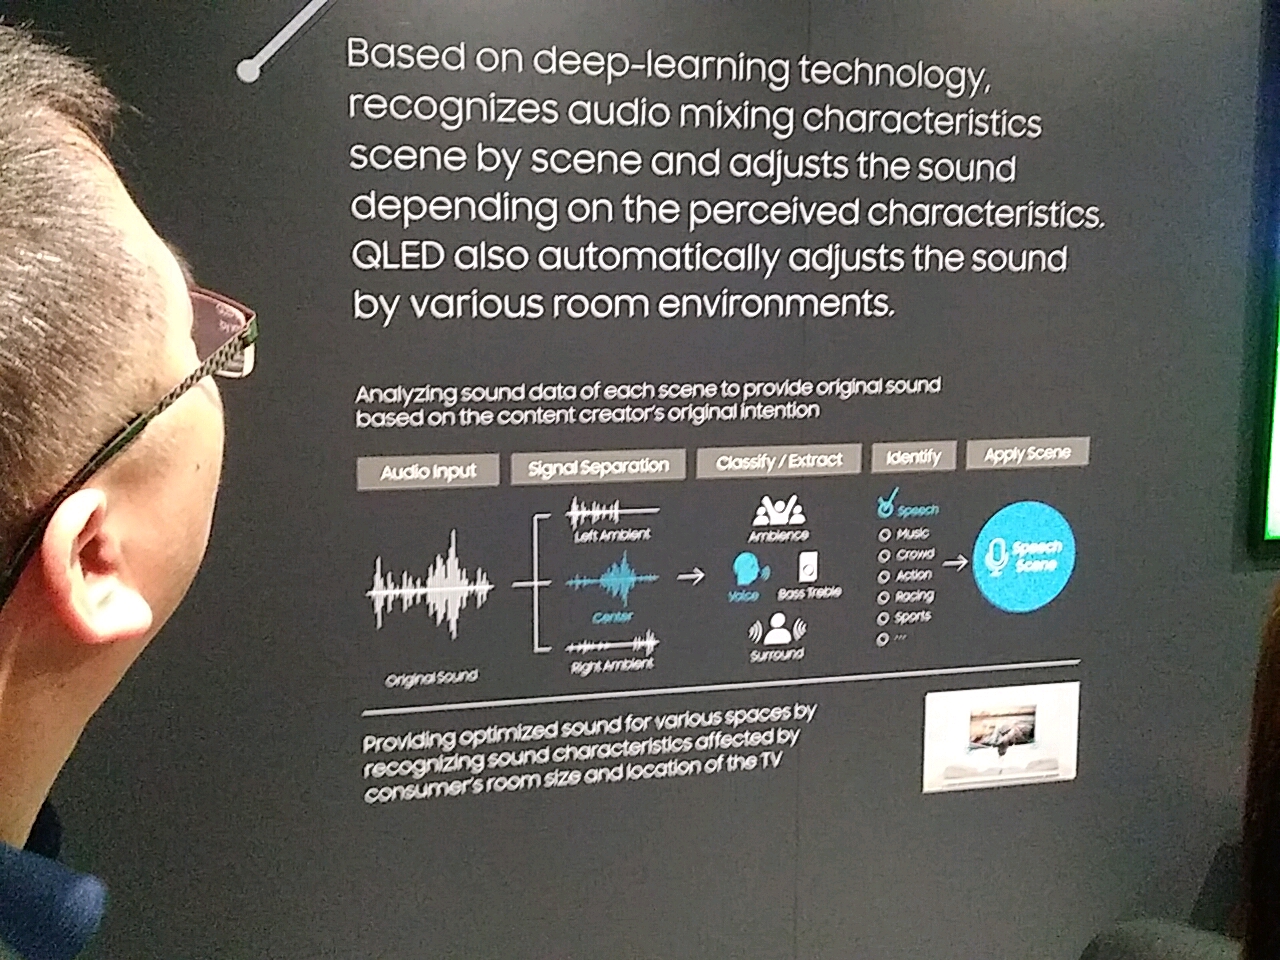 Based on deep-learning technology,
recognizes audio mixing characteristics
scene by scene and adjusts the sound
depending on the perceived characteristics.
QLED also automatically adjusts the sound
by various room environments.
Analyzing sound data of each scene to provide original sound
based on the content creator's original intention
Audio Input
Signal Separation
Classify / Extract
Identify
Apply Scene
Original Sound
Left Ambient
Center
Right Ambient
Ambience
Voice
Bass Treble
Surround
Speech
Music
Crowd
Action
Racing
Sports
...
Speech
Scene
Providing optimized sound for various spaces by
recognizing sound characteristics affected by
consumer's room size and location of the TV